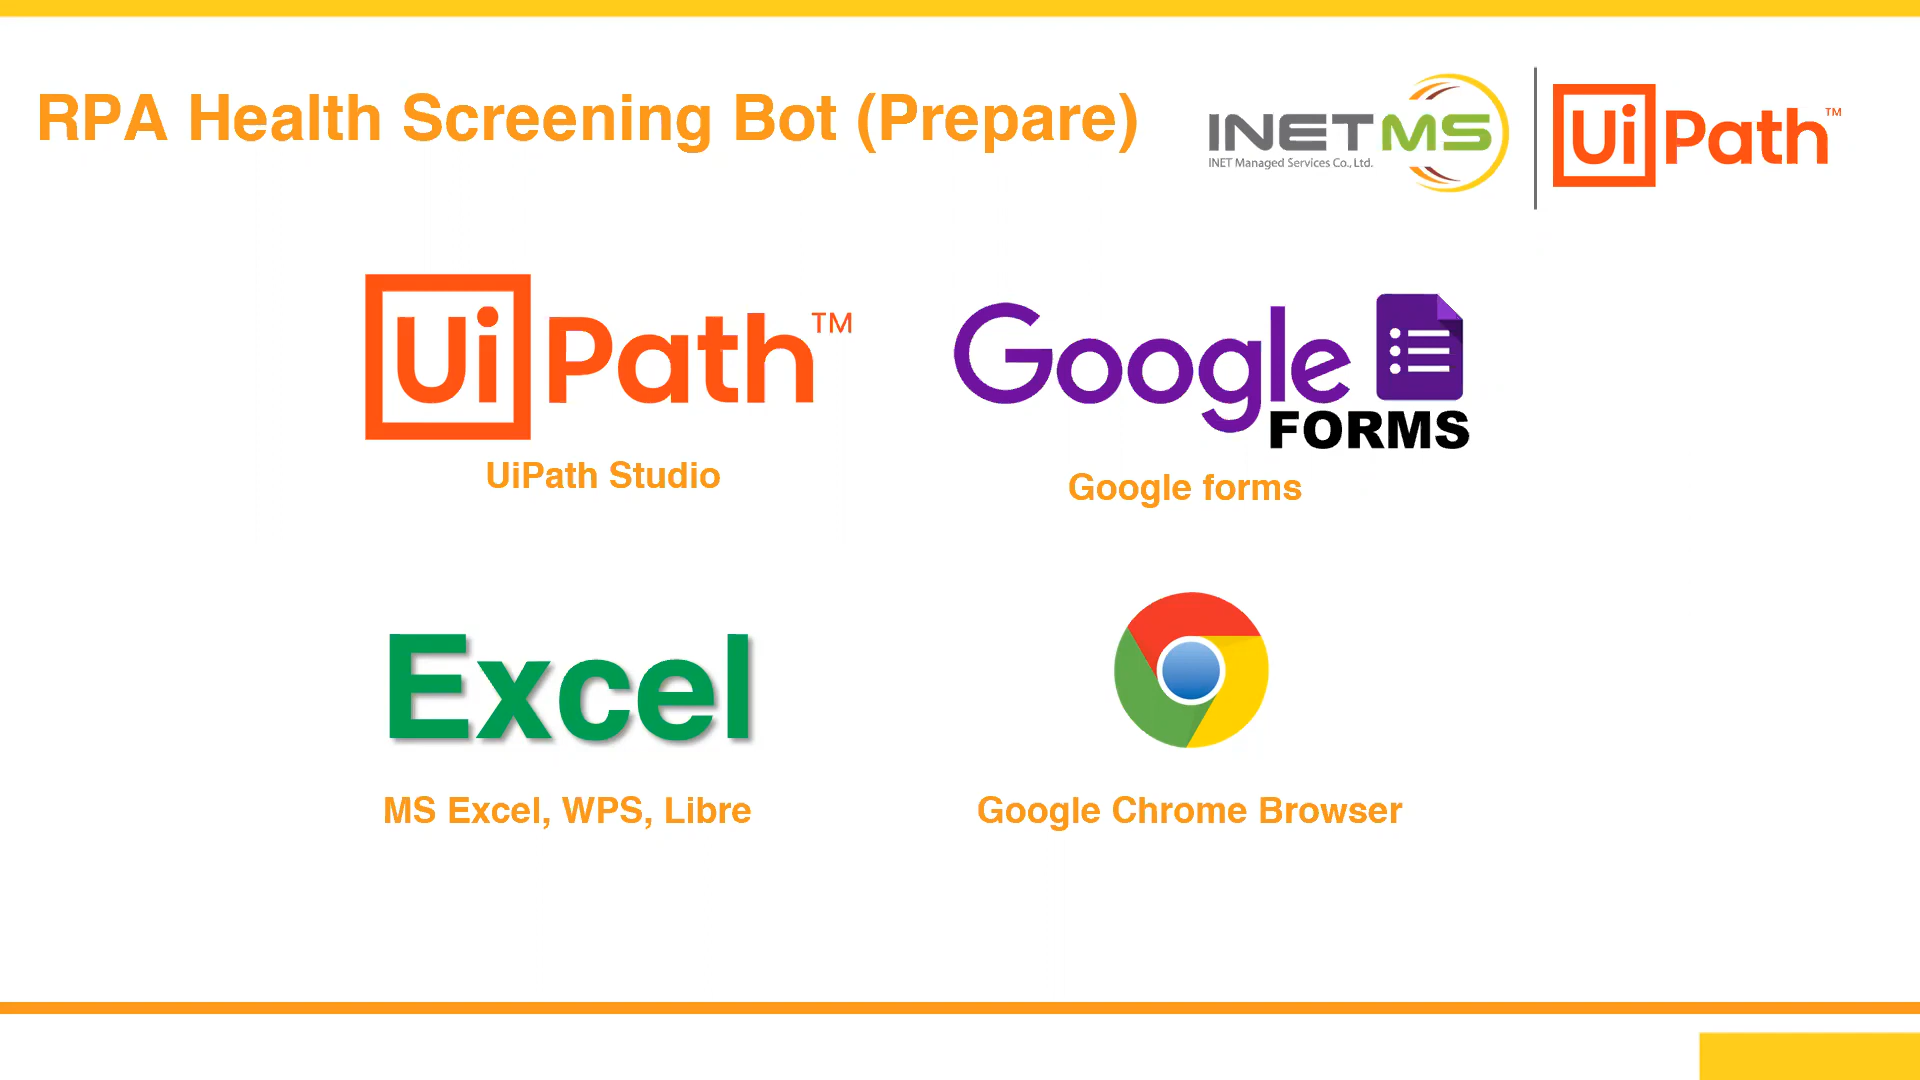 RPA Health Screening Bot (Prepare)
INETMS
INET Managed Services Co., Ltd.
UiPath™
UiPath™
Google
FORMS
UiPath Studio
Google forms
Excel
MS Excel, WPS, Libre
Google Chrome Browser